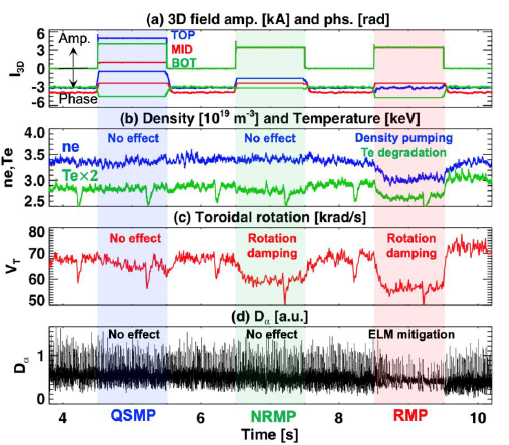 (a) 3D field amp. [kA] and phs. [rad]
6
3
0
-3
-6
I3D
Amp.
Phase
TOP
MID
BOT
(b) Density [10^19 m^-3] and Temperature [keV]
4.0
3.5
3.0
2.5
ne,Te
ne
Te×2
No effect
No effect
Density pumping
Te degradation
(c) Toroidal rotation [krad/s]
80
70
60
50
VT
No effect
Rotation
damping
Rotation
damping
(d) Dα [a.u.]
1
0
Dα
No effect
No effect
ELM mitigation
4 6 8 10
QSMP NRMP RMP
Time [s]